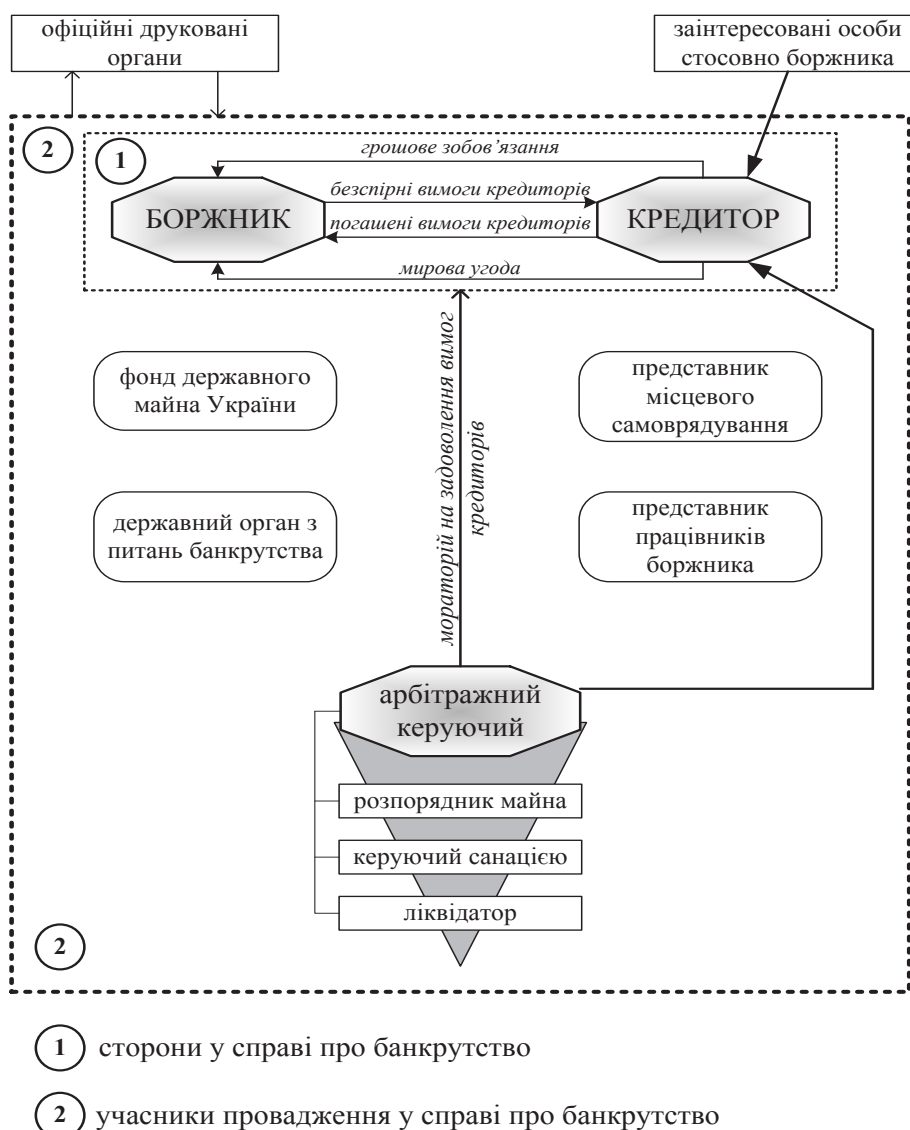 офіційні друковані
органи
заінтересовані особи
стосовно боржника
2
1
грошове зобов’язання
БОРЖНИК
безспірні вимоги кредиторів
погашені вимоги кредиторів
КРЕДИТОР
мирова угода
фонд державного
майна України
мораторій на задоволення вимог
кредиторів
представник
місцевого
самоврядування
державний орган з
питань банкрутства
представник
працівників
боржника
арбітражний
керуючий
розпорядник майна
керуючий санацією
ліквідатор
2
1 сторони у справі про банкрутство
2 учасники провадження у справі про банкрутство